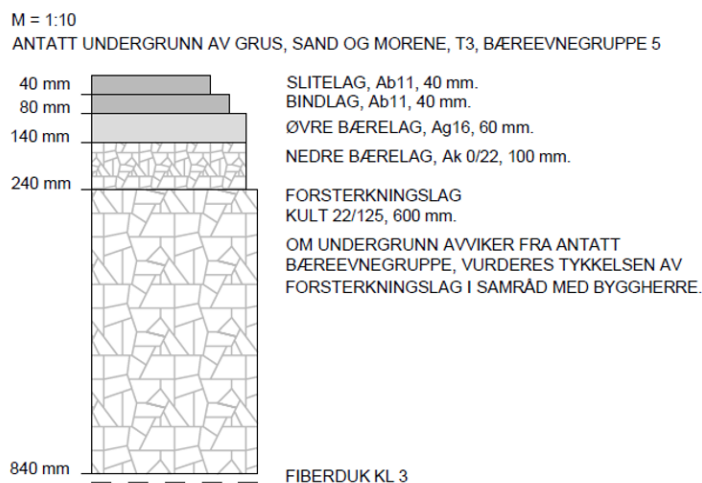 M = 1:10
ANTATT UNDERGRUNN AV GRUS, SAND OG MORENE, T3, BÆREEVNEGRUPPE 5
40 mm
SLITELAG, Ab11, 40 mm.
80 mm
BINDLAG, Ab11, 40 mm.
140 mm
ØVRE BÆRELAG, Ag16, 60 mm.
NEDRE BÆRELAG, Ak 0/22, 100 mm.
240 mm
FORSTERKNINGSLAG
KULT 22/125, 600 mm.
OM UNDERGRUNN AVVIKER FRA ANTATT
BÆREEVNEGRUPPE, VURDERES TYKKELSEN AV
FORSTERKNINGSLAG I SAMRÅD MED BYGGHERRE.
840 mm
FIBERDUK KL 3